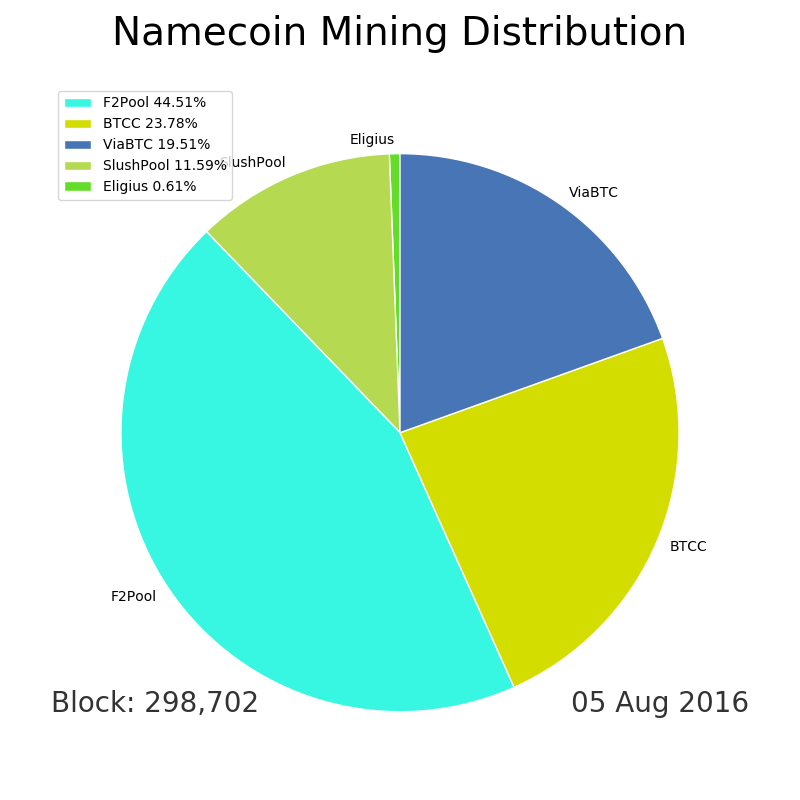 Namecoin Mining Distribution
F2Pool 44.51%
BTCC 23.78%
ViaBTC 19.51%
SlushPool 11.59%
Eligius 0.61%
Eligius
SlushPool
ViaBTC
BTCC
F2Pool
Block: 298,702
05 Aug 2016